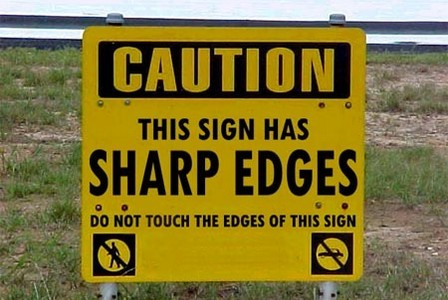 CAUTION
THIS SIGN HAS
SHARP EDGES
DO NOT TOUCH THE EDGES OF THIS SIGN